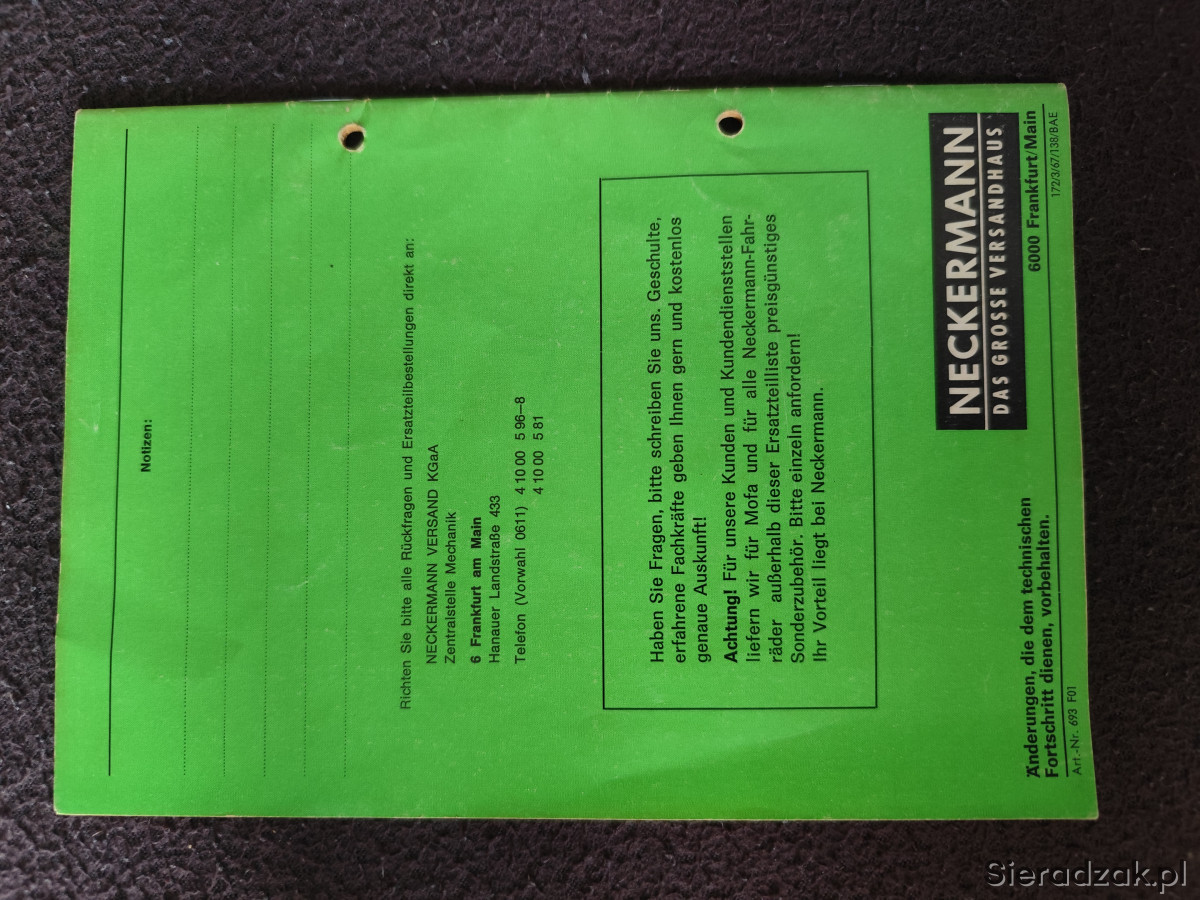 Notizen:
Richten Sie bitte alle Rückfragen und Ersatzteilbestellungen direkt an:
NECKERMANN VERSAND KGaA
Zentralstelle Mechanik
6 Frankfurt am Main
Hanauer Landstraße 433
Telefon (Vorwahl 0611) 4 10 00 5 96–8
4 10 00 5 81
Haben Sie Fragen, bitte schreiben Sie uns. Geschulte,
erfahrene Fachkräfte geben Ihnen gern und kostenlos
genaue Auskunft!
Achtung! Für unsere Kunden und Kundendienststellen
liefern wir für Mofa und für alle Neckermann-Fahr-
räder außerhalb dieser Ersatzteilliste preisgünstiges
Sonderzubehör. Bitte einzeln anfordern!
Ihr Vorteil liegt bei Neckermann.
NECKERMANN
DAS GROSSE VERSANDHAUS
Änderungen, die dem technischen
Fortschritt dienen, vorbehalten.
6000 Frankfurt/Main
Art.-Nr. 693 F01
172/3/67/138/BAE
Sieradzak.pl